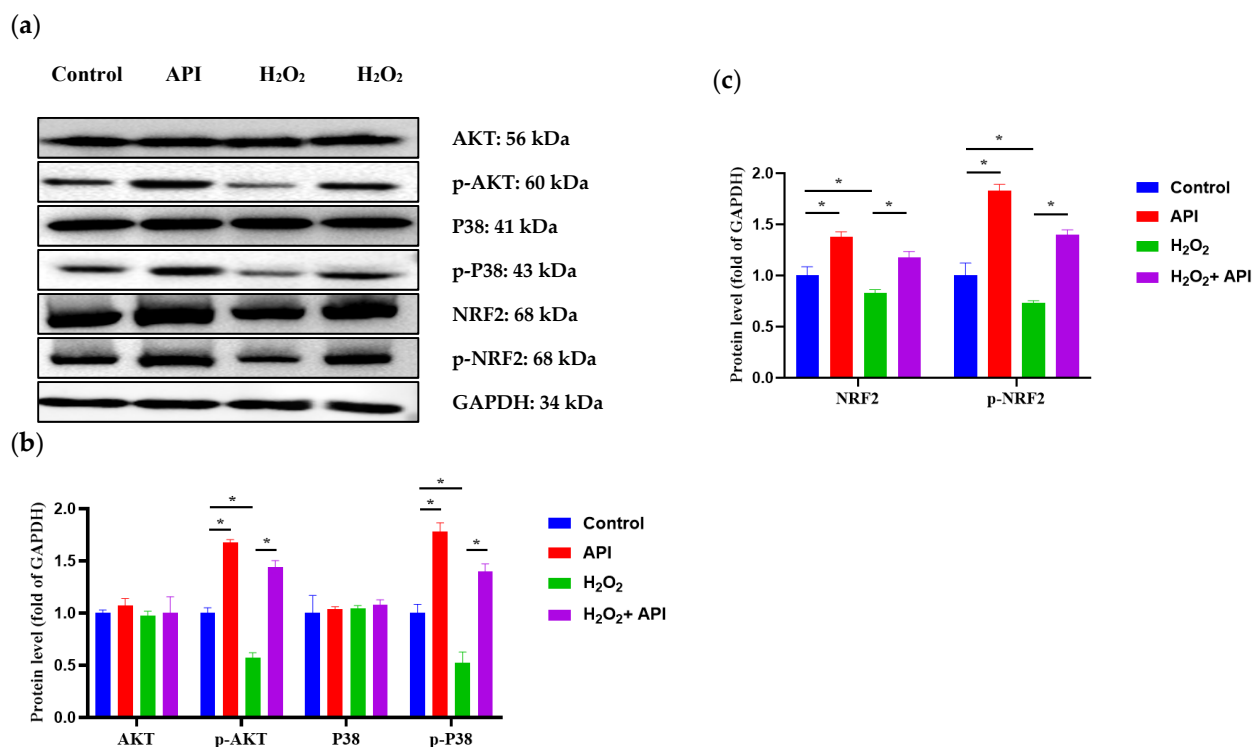 (a)
Control API H₂O₂ H₂O₂
AKT: 56 kDa
p-AKT: 60 kDa
P38: 41 kDa
p-P38: 43 kDa
NRF2: 68 kDa
p-NRF2: 68 kDa
GAPDH: 34 kDa
(b)
Protein level (fold of GAPDH)
2.0
1.5
1.0
0.5
0.0
* * * * * *
AKT p-AKT P38 p-P38
Control
API
H₂O₂
H₂O₂+ API
(c)
Protein level (fold of GAPDH)
2.0
1.5
1.0
0.5
0.0
* * * * * *
NRF2 p-NRF2
Control
API
H₂O₂
H₂O₂+ API